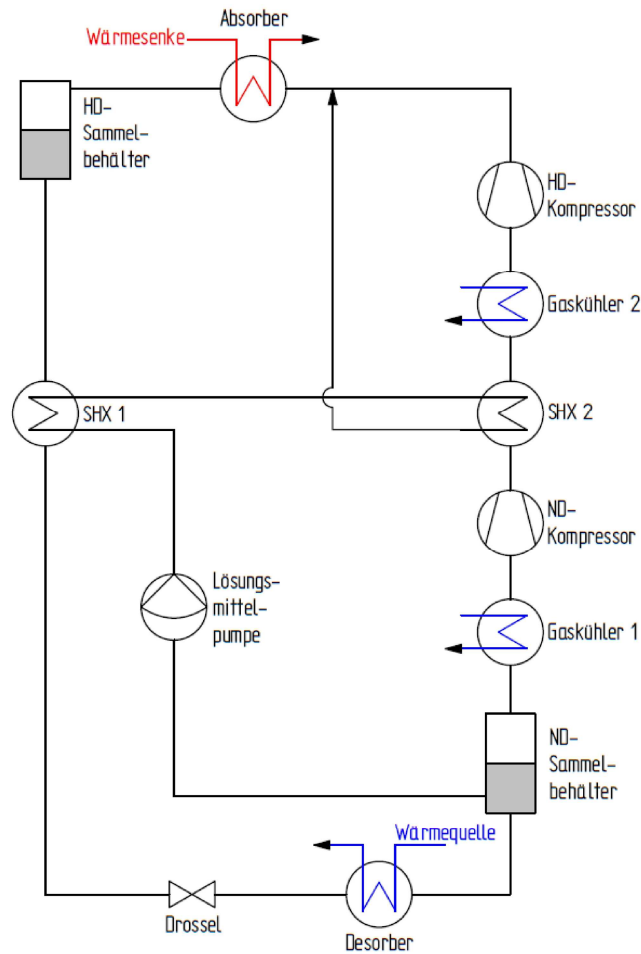 Absorber
Wärmesenke
HD-
Sammel-
behälter
HD-
Kompressor
Gaskühler 2
SHX 1
SHX 2
ND-
Kompressor
Lösungs-
mittel-
pumpe
Gaskühler 1
ND-
Sammel-
behälter
Wärmequelle
Drossel
Desorber